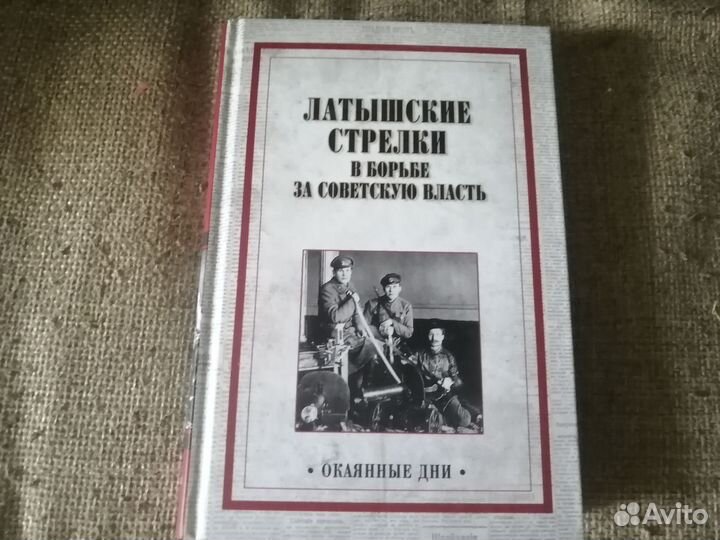 ЛАТЫШСКИЕ
СТРЕЛКИ
В БОРЬБЕ
ЗА СОВЕТСКУЮ ВЛАСТЬ
• ОКАЯННЫЕ ДНИ •
Avito